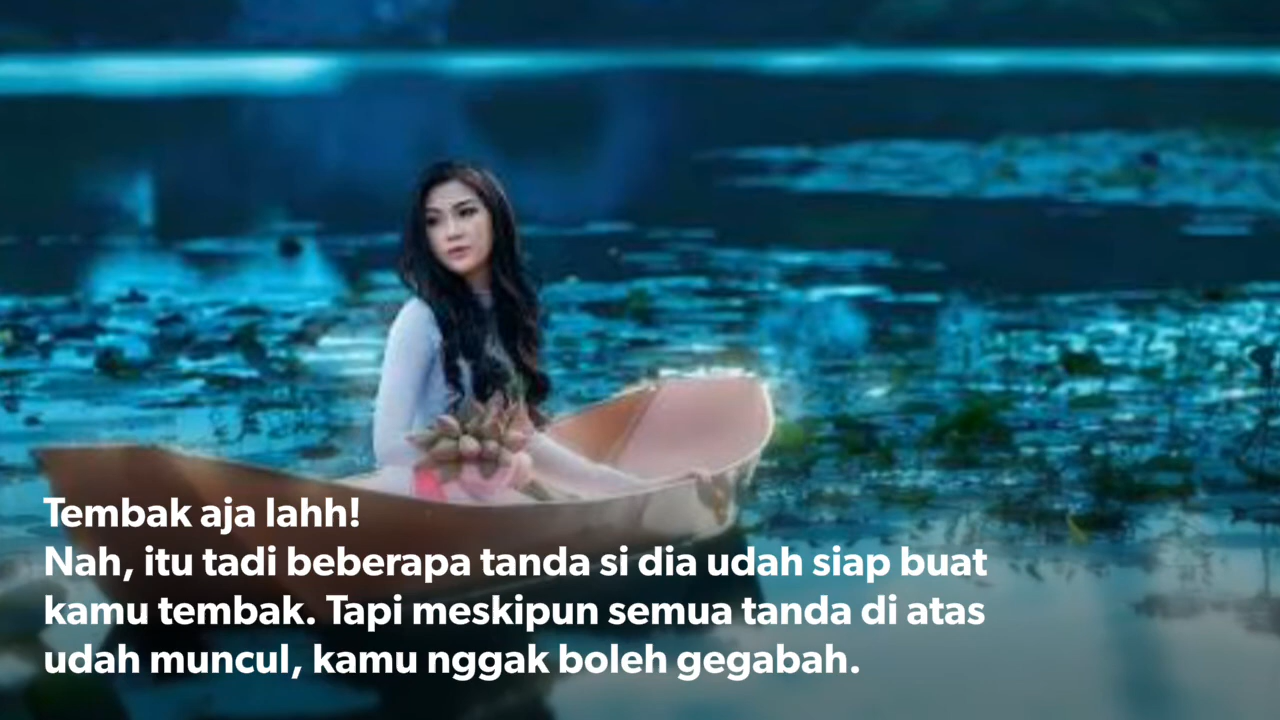 Tembak aja lahh!
Nah, itu tadi beberapa tanda si dia udah siap buat
kamu tembak. Tapi meskipun semua tanda di atas
udah muncul, kamu nggak boleh gegabah.